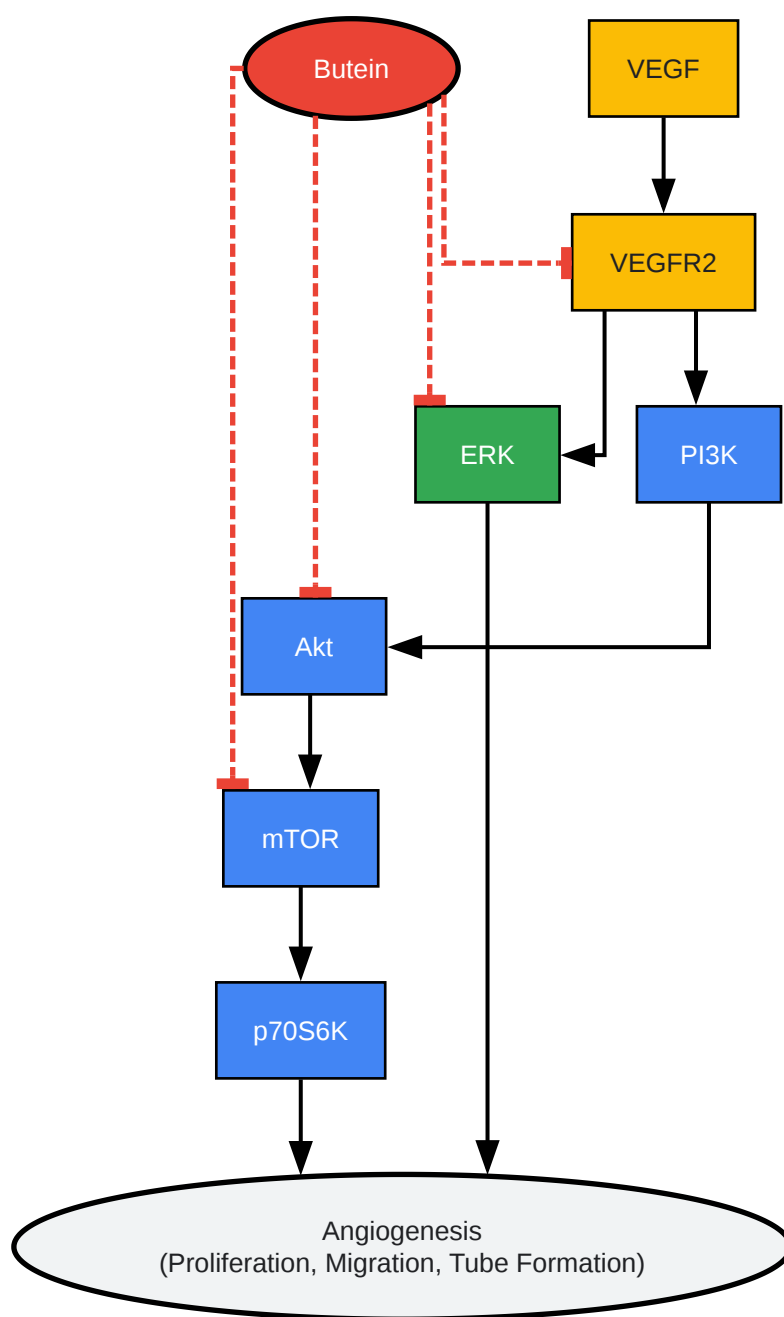 Butein
VEGF
VEGFR2
ERK
PI3K
Akt
mTOR
p70S6K
Angiogenesis
(Proliferation, Migration, Tube Formation)